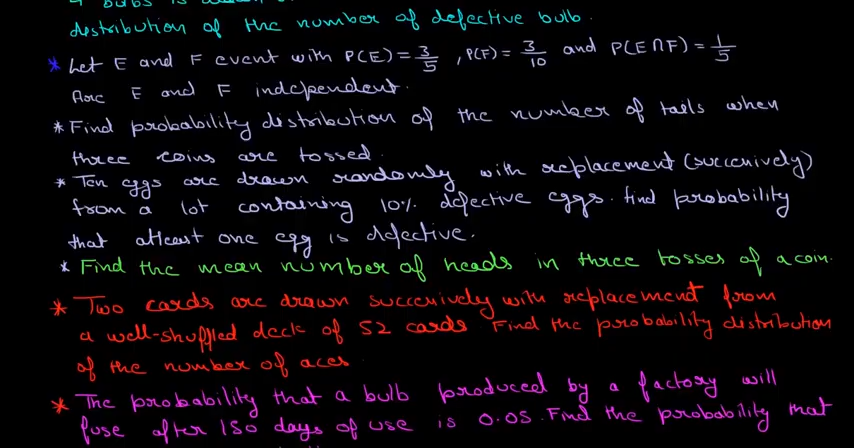 distribution of the number of defective bulb.
* Let E and F event with P(E) = 3/5 , P(F) = 3/10 and P(E∩F) = 1/5
Are E and F independent.
* Find probability distribution of the number of tails when
three coins are tossed.
* Ten eggs are drawn randomly with replacement (succenively)
from a lot containing 10% defective eggs. find probability
that atleast one egg is defective.
* Find the mean number of heads in three tosses of a coin.
* Two cards are drawn succenively with replacement from
a well-shuffled deck of 52 cards Find the probability distribution
of the number of aces
* The probability that a bulb produced by a factory will
fuse after 150 days of use is 0.05. Find the probability that